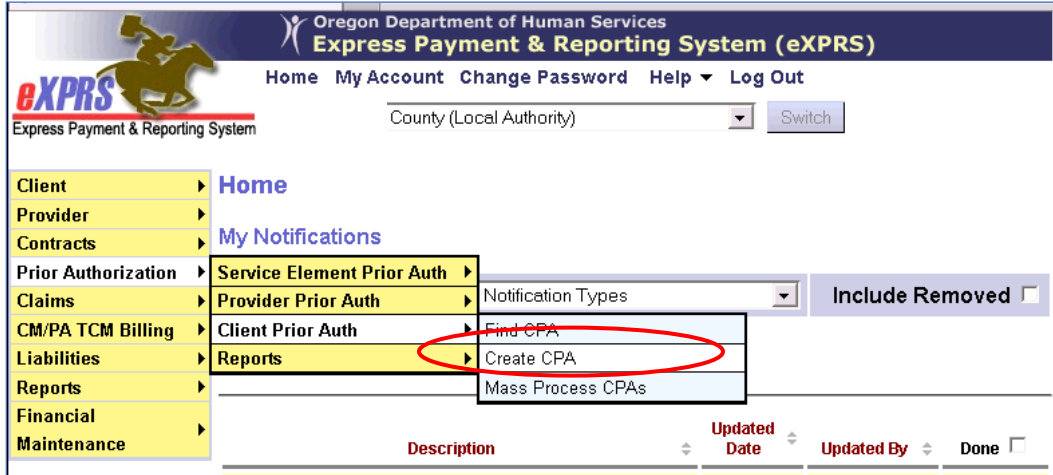 Oregon Department of Human Services
Express Payment & Reporting System (eXPRS)
Home My Account Change Password Help Log Out
eXPRS
Express Payment & Reporting System
County (Local Authority) Switch
Client
Provider
Contracts
Prior Authorization
Claims
CM/PA TCM Billing
Liabilities
Reports
Financial
Maintenance
Home
My Notifications
Service Element Prior Auth
Provider Prior Auth
Client Prior Auth
Reports
Notification Types Include Removed
Find CPA
Create CPA
Mass Process CPAs
Description Updated Date Updated By Done